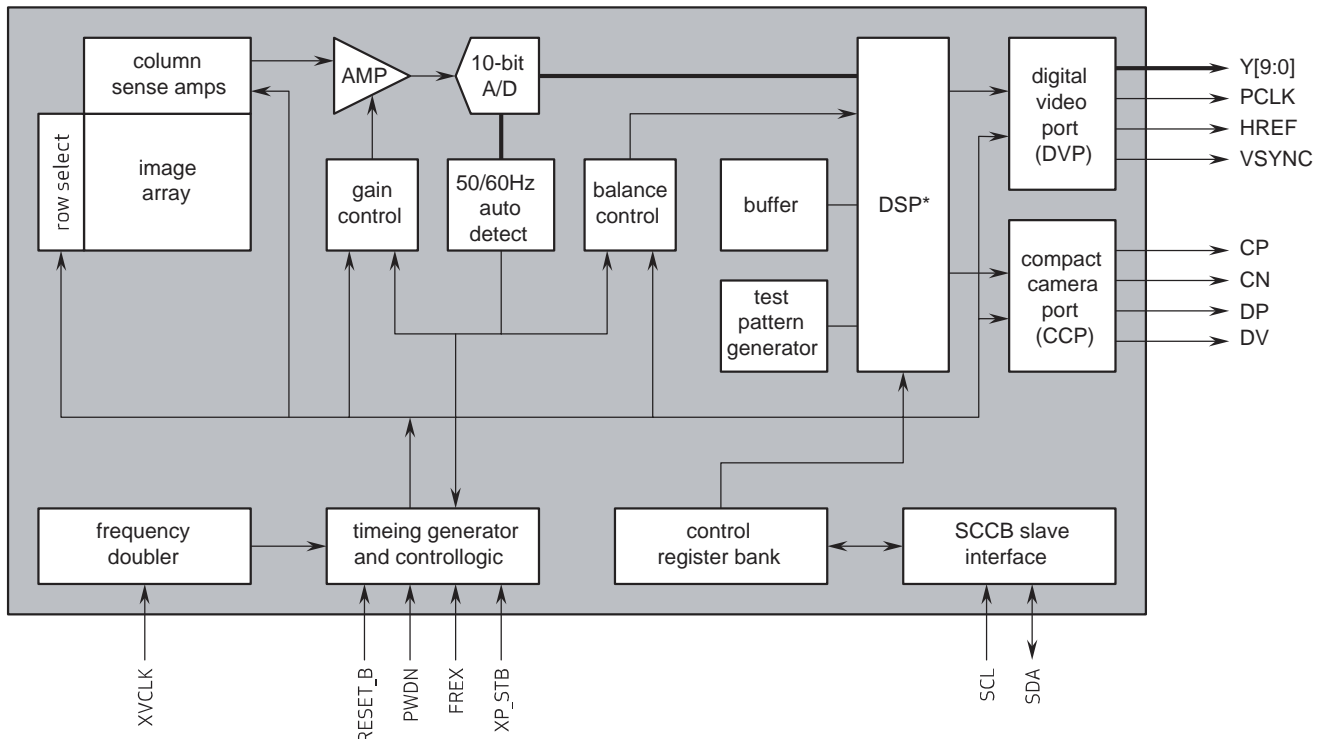 column
sense amps
row select
image
array
AMP
10-bit
A/D
gain
control
50/60Hz
auto
detect
balance
control
buffer
test
pattern
generator
DSP*
digital
video
port
(DVP)
compact
camera
port
(CCP)
Y[9:0]
PCLK
HREF
VSYNC
CP
CN
DP
DV
frequency
doubler
timeing generator
and controllogic
control
register bank
SCCB slave
interface
XVCLK
RESET_B
PWDN
FREX
XP_STB
SCL
SDA